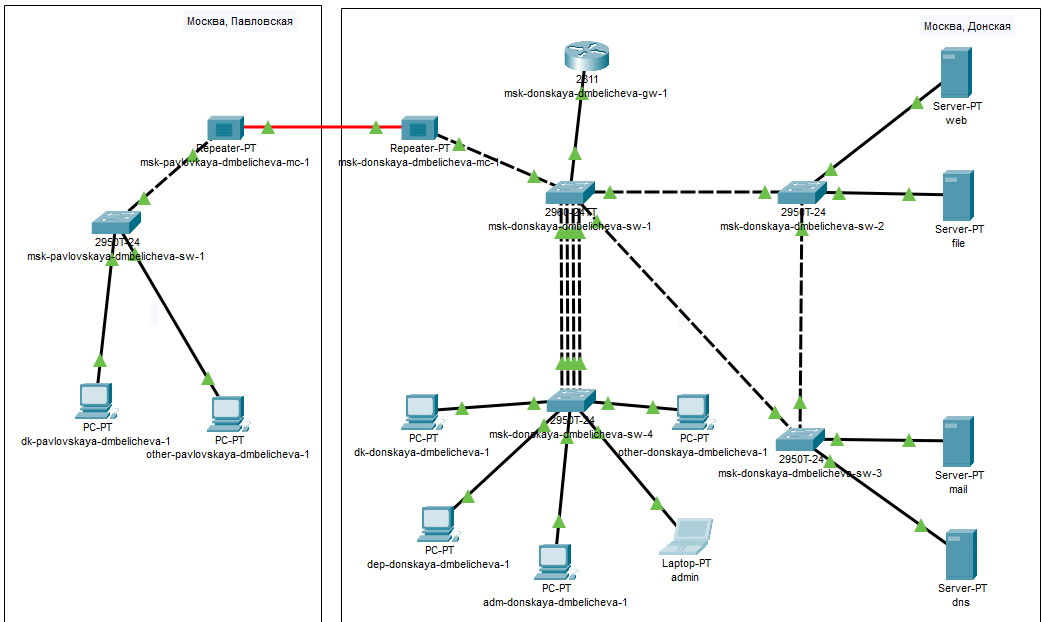 Москва, Павловская
Repeater-PT
msk-pavlovkaya-dmbelicheva-mc-1
2950T-24
msk-pavlovskaya-dmbelicheva-sw-1
PC-PT
dk-pavlovskaya-dmbelicheva-1
PC-PT
other-pavlovskaya-dmbelicheva-1
Москва, Донская
2811
msk-donskaya-dmbelicheva-gw-1
Repeater-PT
msk-donskaya-dmbelicheva-mc-1
2960-24TT
msk-donskaya-dmbelicheva-sw-1
2950T-24
msk-donskaya-dmbelicheva-sw-2
Server-PT
web
Server-PT
file
2950T-24
msk-donskaya-dmbelicheva-sw-4
PC-PT
dk-donskaya-dmbelicheva-1
PC-PT
other-donskaya-dmbelicheva-1
2950T-24
msk-donskaya-dmbelicheva-sw-3
Server-PT
mail
PC-PT
dep-donskaya-dmbelicheva-1
PC-PT
adm-donskaya-dmbelicheva-1
Laptop-PT
admin
Server-PT
dns